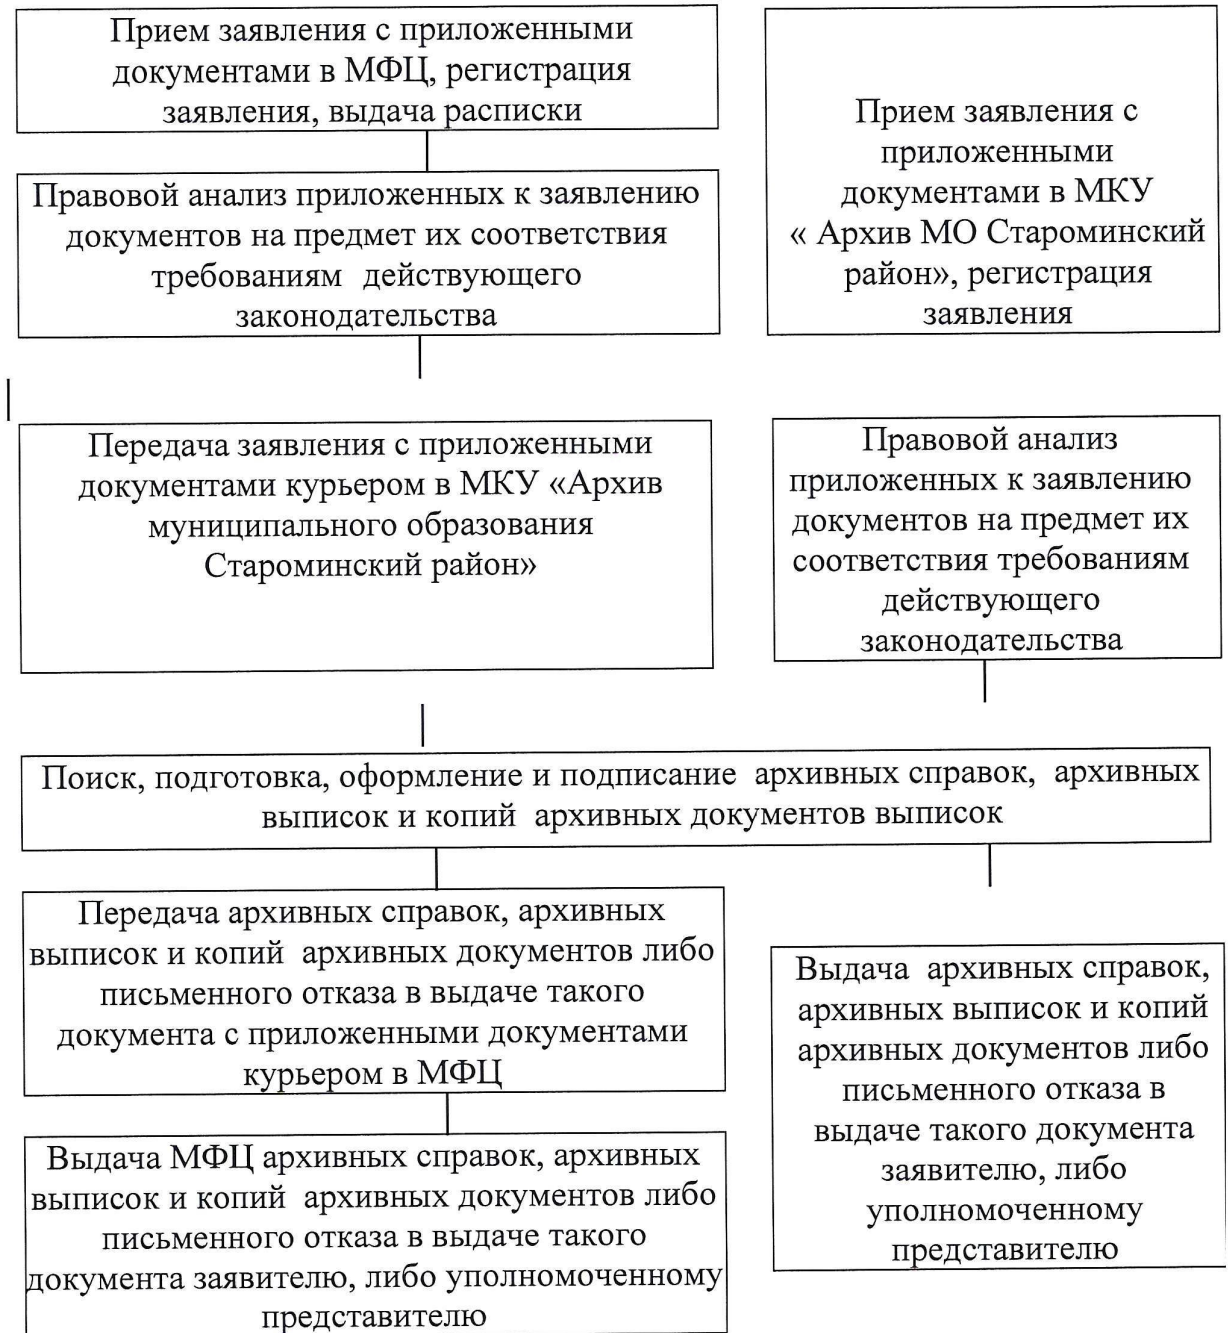 Прием заявления с приложенными
документами в МФЦ, регистрация
заявления, выдача расписки
Прием заявления с
приложенными
документами в МКУ
« Архив МО Староминский
район», регистрация
заявления
Правовой анализ приложенных к заявлению
документов на предмет их соответствия
требованиям действующего
законодательства
Передача заявления с приложенными
документами курьером в МКУ «Архив
муниципального образования
Староминский район»
Правовой анализ
приложенных к заявлению
документов на предмет их
соответствия требованиям
действующего
законодательства
Поиск, подготовка, оформление и подписание архивных справок, архивных
выписок и копий архивных документов выписок
Передача архивных справок, архивных
выписок и копий архивных документов либо
письменного отказа в выдаче такого
документа с приложенными документами
курьером в МФЦ
Выдача архивных справок,
архивных выписок и копий
архивных документов либо
письменного отказа в
выдаче такого документа
заявителю, либо
уполномоченному
представителю
Выдача МФЦ архивных справок, архивных
выписок и копий архивных документов либо
письменного отказа в выдаче такого
документа заявителю, либо уполномоченному
представителю